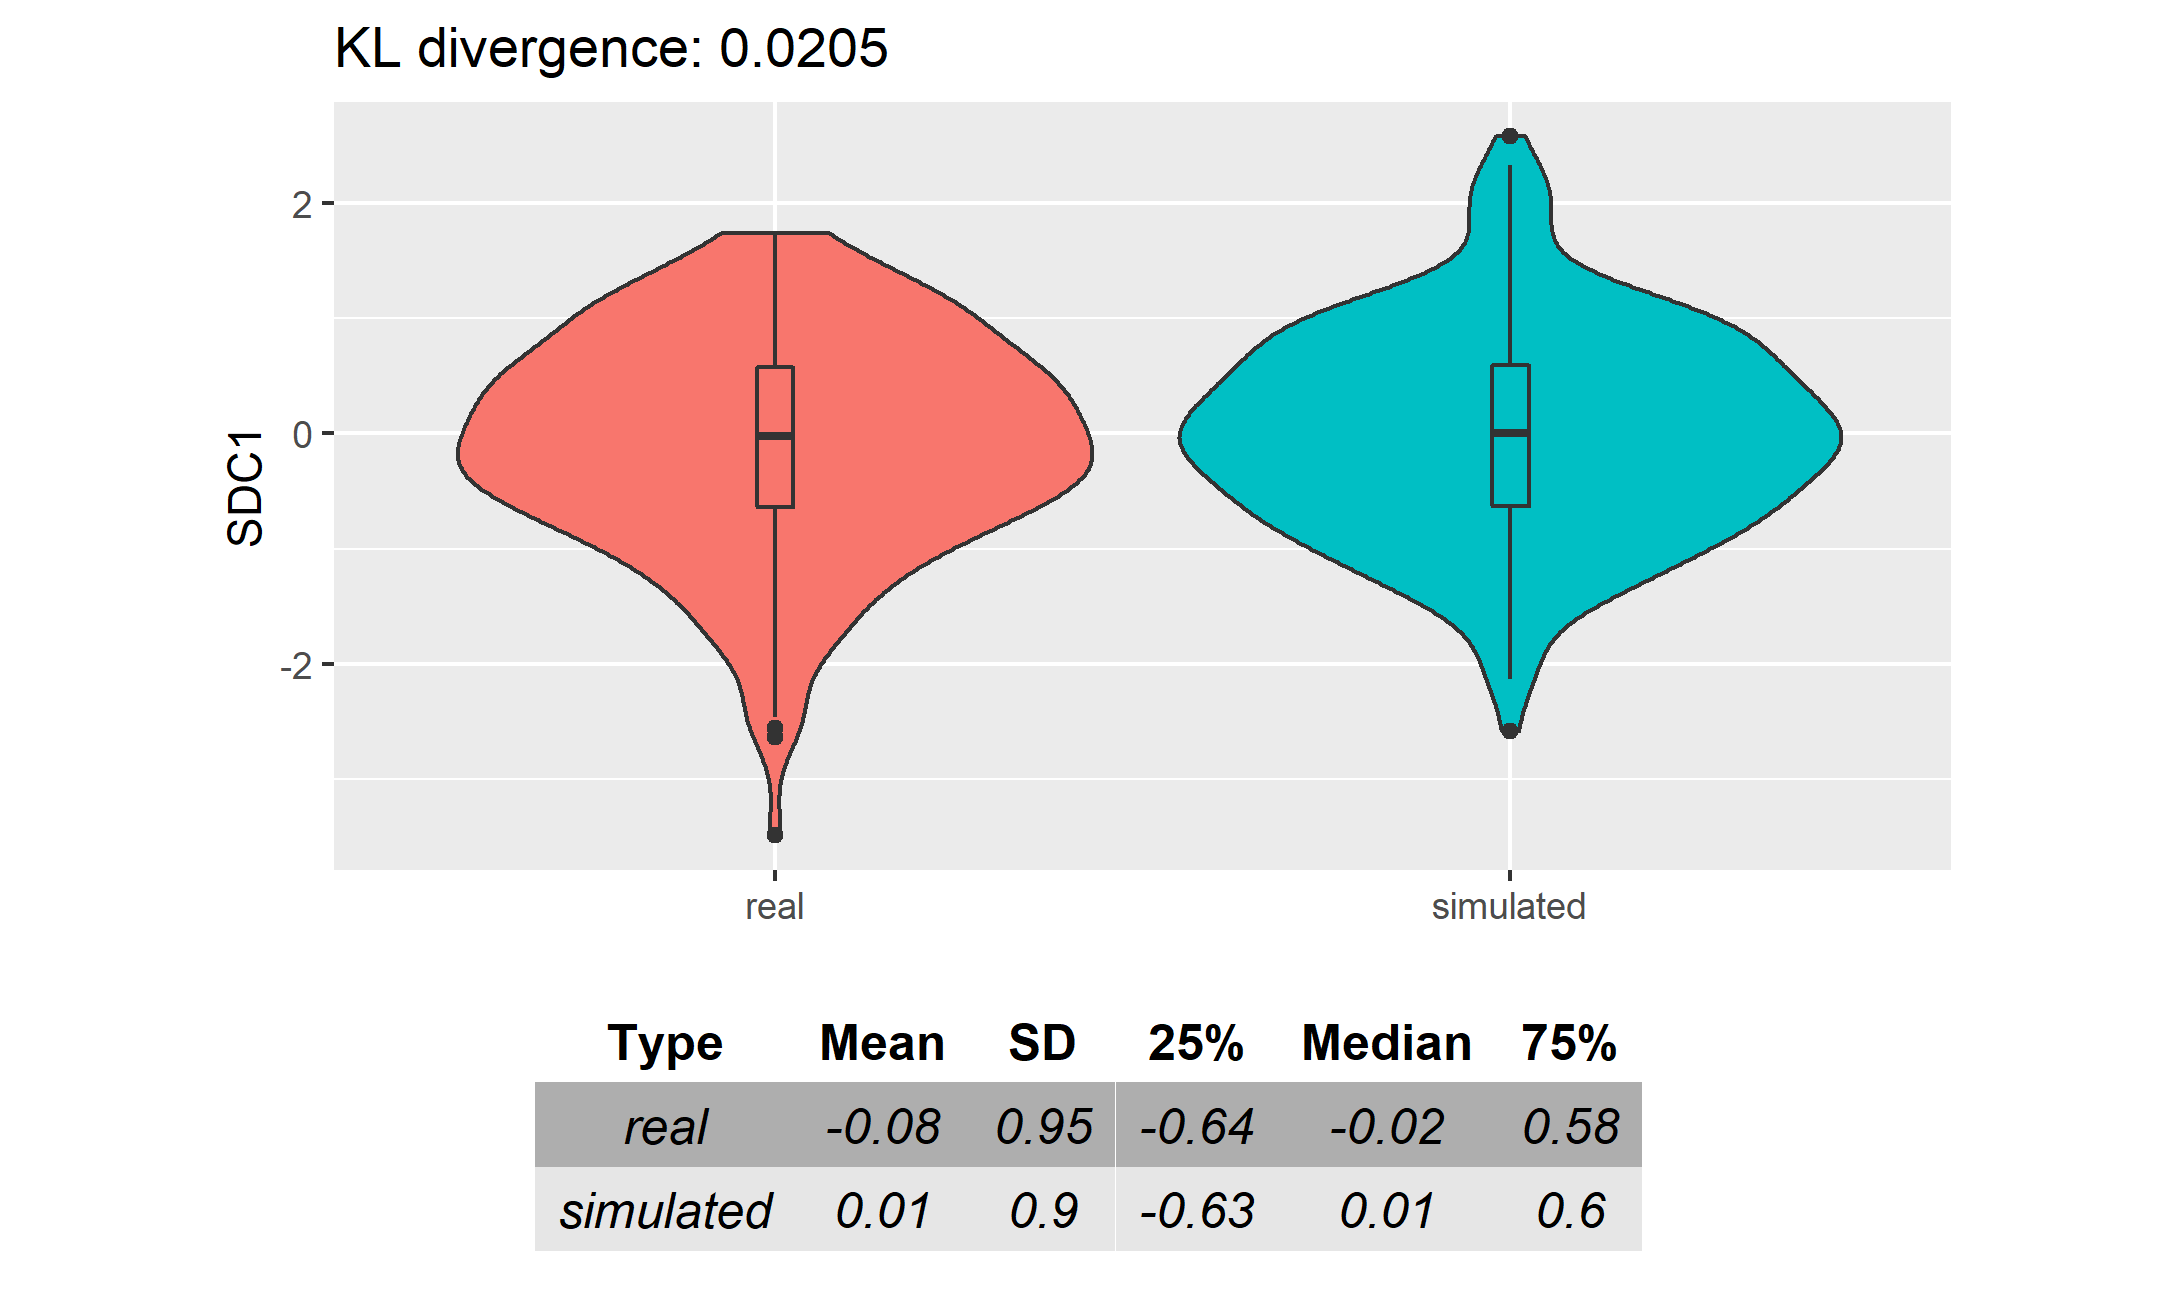 KL divergence: 0.0205
SDC1
2
0
-2
real simulated
Type Mean SD 25% Median 75%
real -0.08 0.95 -0.64 -0.02 0.58
simulated 0.01 0.9 -0.63 0.01 0.6